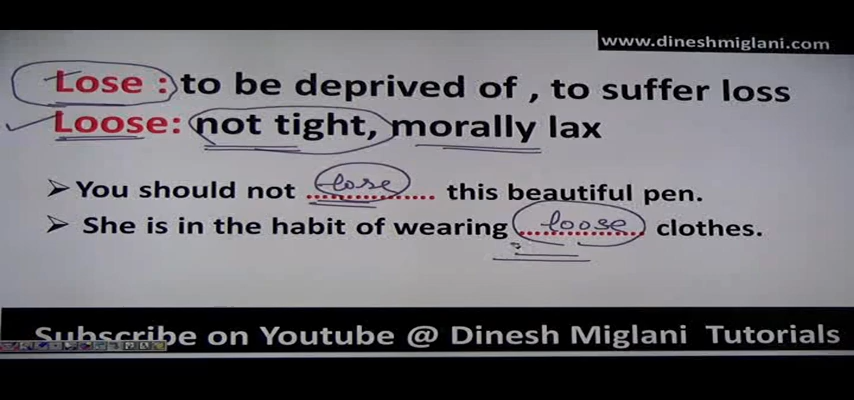 www.dineshmiglani.com
Lose : to be deprived of , to suffer loss
Loose: not tight, morally lax
➢ You should not lose this beautiful pen.
➢ She is in the habit of wearing loose clothes.
Subscribe on Youtube @ Dinesh Miglani Tutorials